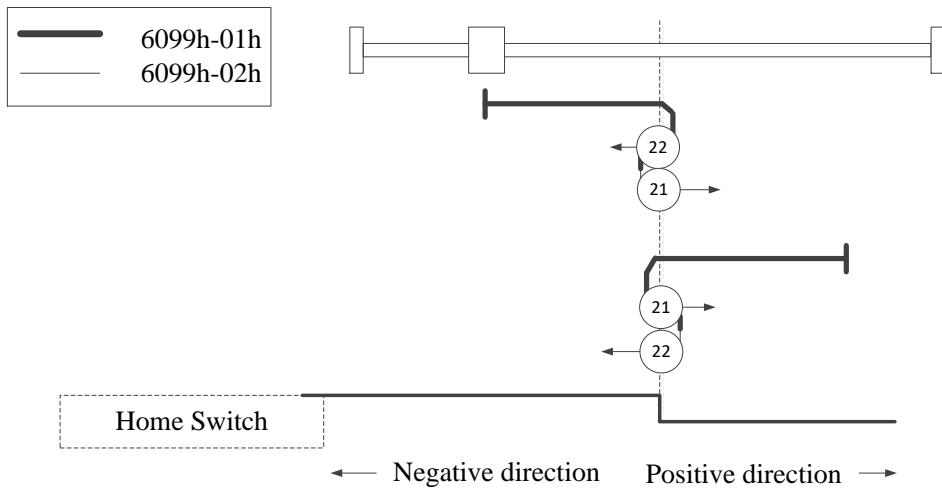 6099h-01h
6099h-02h
22
21
21
22
Home Switch
Negative direction
Positive direction